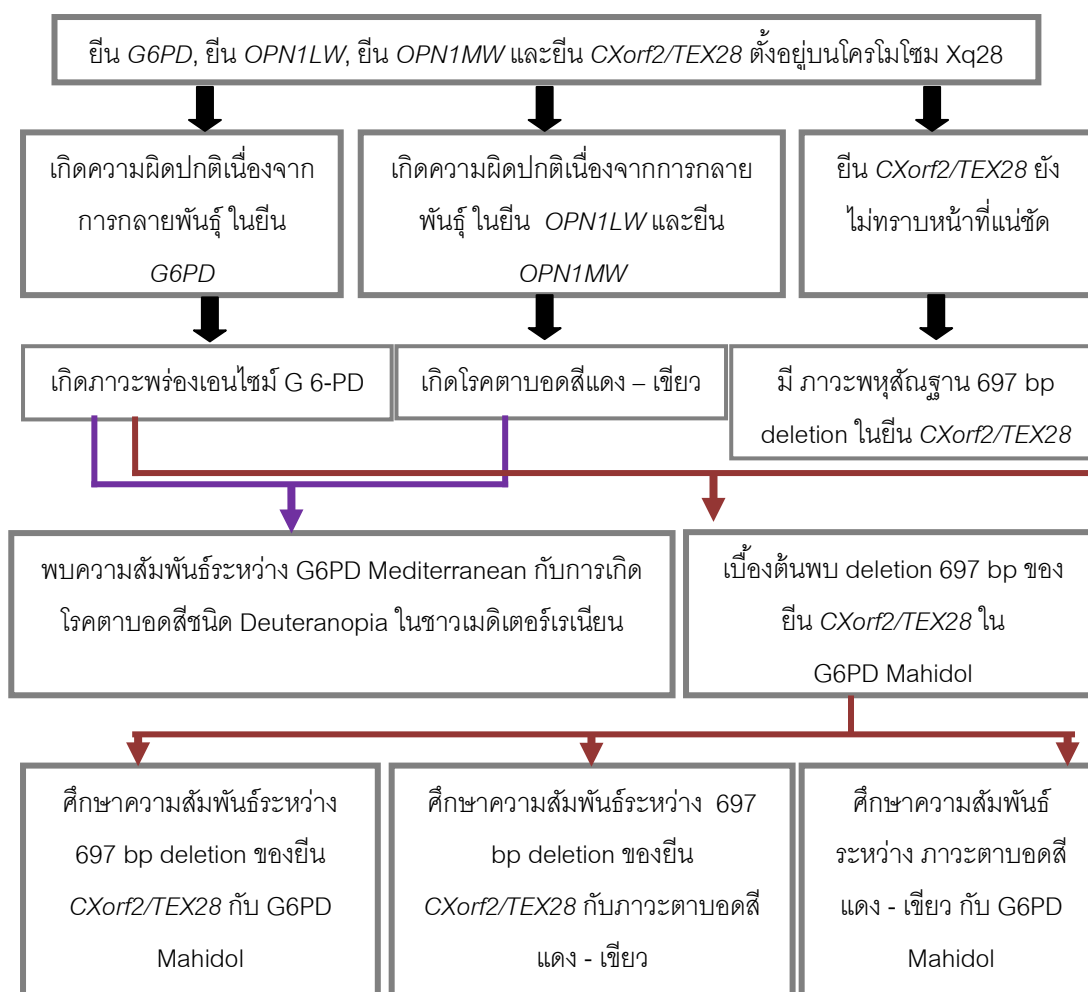 ยีน G6PD, ยีน OPN1LW, ยีน OPN1MW และยีน CXorf2/TEX28 ตั้งอยู่บนโครโมโซม Xq28
เกิดความผิดปกติเนื่องจาก
การกลายพันธุ์ ในยีน
G6PD
เกิดความผิดปกติเนื่องจากการกลาย
พันธุ์ ในยีน OPN1LW และยีน
OPN1MW
ยีน CXorf2/TEX28 ยัง
ไม่ทราบหน้าที่แน่ชัด
เกิดภาวะพร่องเอนไซม์ G 6-PD
เกิดโรคตาบอดสีแดง – เขียว
มี ภาวะพหุสัณฐาน 697 bp
deletion ในยีน CXorf2/TEX28
พบความสัมพันธ์ระหว่าง G6PD Mediterranean กับการเกิด
โรคตาบอดสีชนิด Deuteranopia ในชาวเมดิเตอร์เรเนียน
เบื้องต้นพบ deletion 697 bp ของ
ยีน CXorf2/TEX28 ใน
G6PD Mahidol
ศึกษาความสัมพันธ์ระหว่าง
697 bp deletion ของยีน
CXorf2/TEX28 กับ G6PD
Mahidol
ศึกษาความสัมพันธ์ระหว่าง 697
bp deletion ของยีน
CXorf2/TEX28 กับภาวะตาบอดสี
แดง - เขียว
ศึกษาความสัมพันธ์
ระหว่าง ภาวะตาบอดสี
แดง - เขียว กับ G6PD
Mahidol